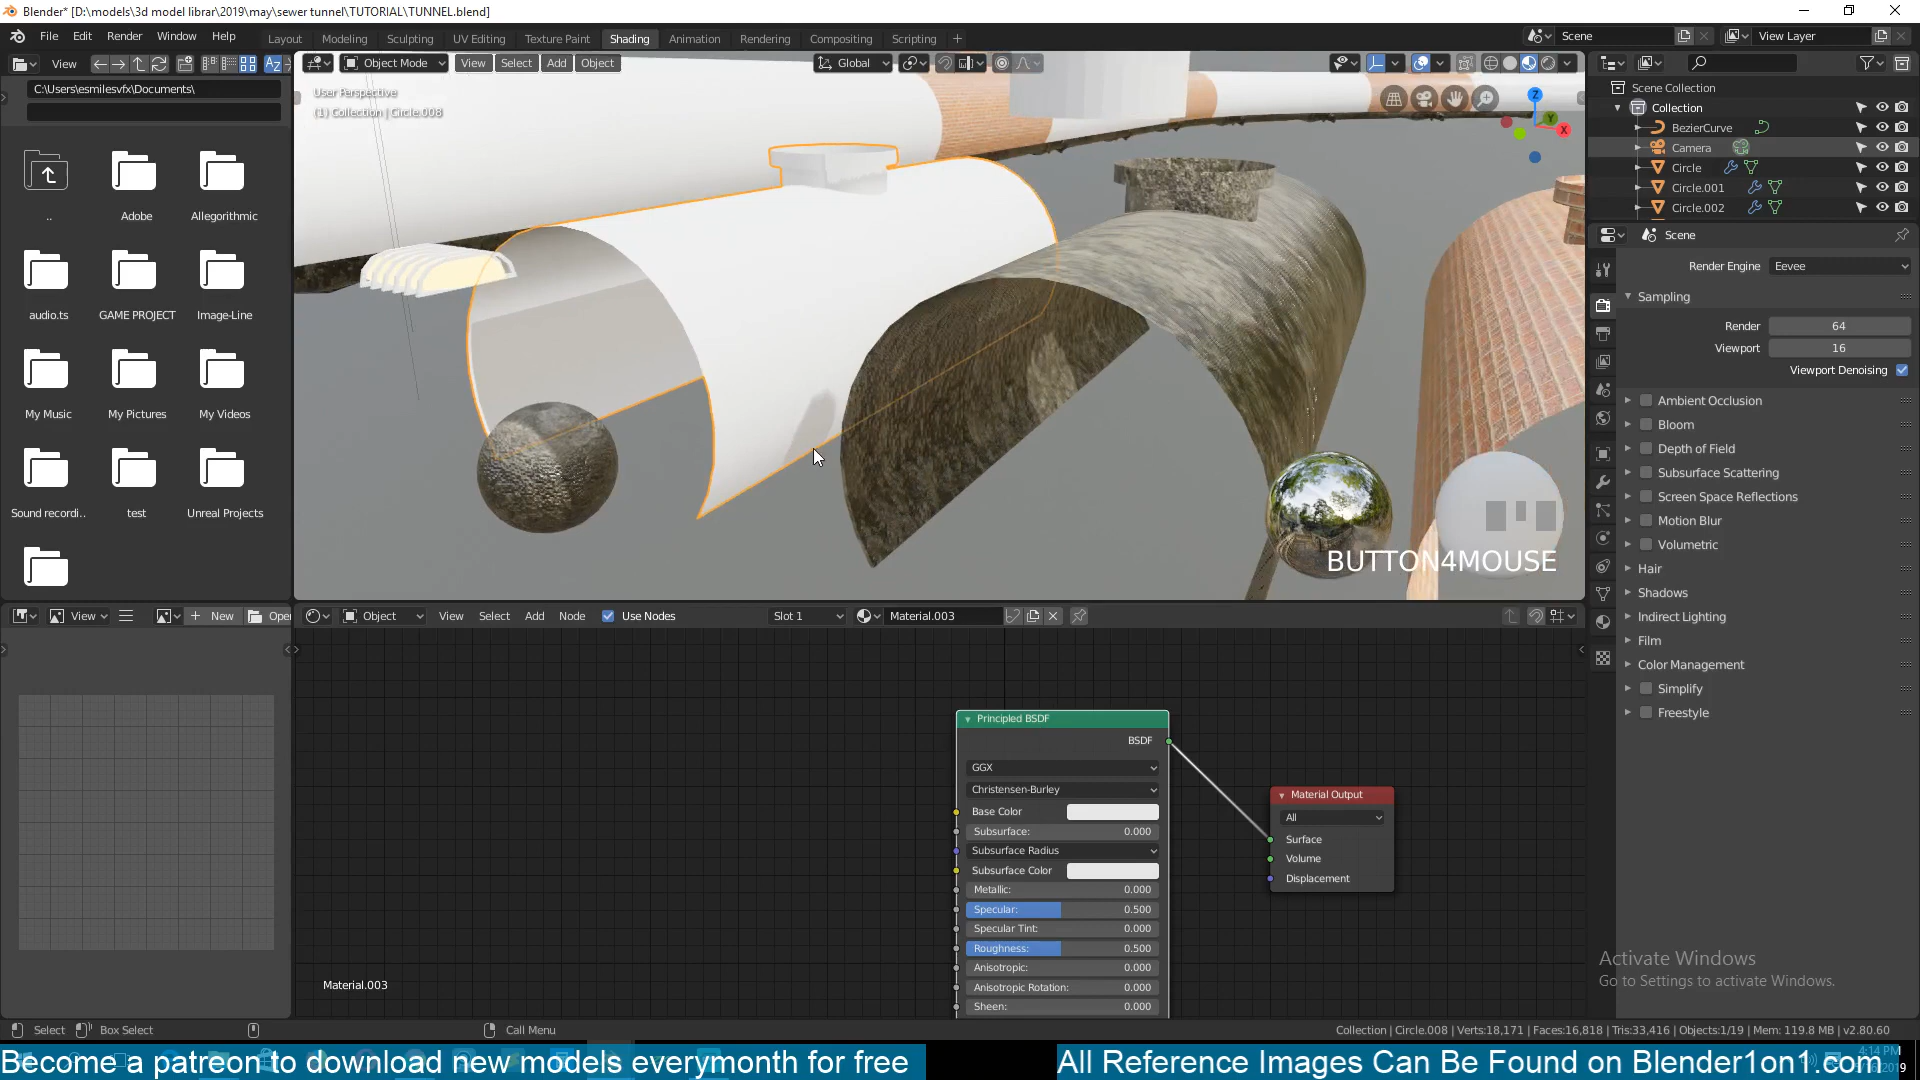 Blender* [D:\models\3d model librar\2019\may\sewer tunnel\TUTORIAL\TUNNEL.blend]
File Edit Render Window Help Layout Modeling Sculpting UV Editing Texture Paint Shading Animation Rendering Compositing Scripting + Scene View Layer
View Object Mode View Select Add Object Global
C:\Users\esmilesvfx\Documents\
User Perspective
(1) Collection | Circle.008
Z
Y
X
Scene Collection
Collection
BezierCurve
Camera
Circle
Circle.001
Circle.002
.. Adobe Allegorithmic
audio.ts GAME PROJECT Image-Line
My Music My Pictures My Videos
Sound recordi.. test Unreal Projects
Scene
Render Engine Eevee
Sampling
Render 64
Viewport 16
Viewport Denoising
Ambient Occlusion
Bloom
Depth of Field
Subsurface Scattering
Screen Space Reflections
Motion Blur
Volumetric
Hair
Shadows
Indirect Lighting
Film
Color Management
Simplify
Freestyle
BUTTON4MOUSE
View + New Open
Object View Select Add Node Use Nodes Slot 1 Material.003
Principled BSDF
BSDF
GGX
Christensen-Burley
Base Color
Subsurface: 0.000
Subsurface Radius
Subsurface Color
Metallic: 0.000
Specular: 0.500
Specular Tint: 0.000
Roughness: 0.500
Anisotropic: 0.000
Anisotropic Rotation: 0.000
Sheen: 0.000
Material Output
All
Surface
Volume
Displacement
Material.003
Activate Windows
Go to Settings to activate Windows.
Select Box Select Call Menu Collection | Circle.008 | Verts:18,171 | Faces:16,818 | Tris:33,416 | Objects:1/19 | Mem: 119.8 MB | v2.80.60
Become a patreon to download new models everymonth for free
All Reference Images Can Be Found on Blender1on1.com
4:14 PM